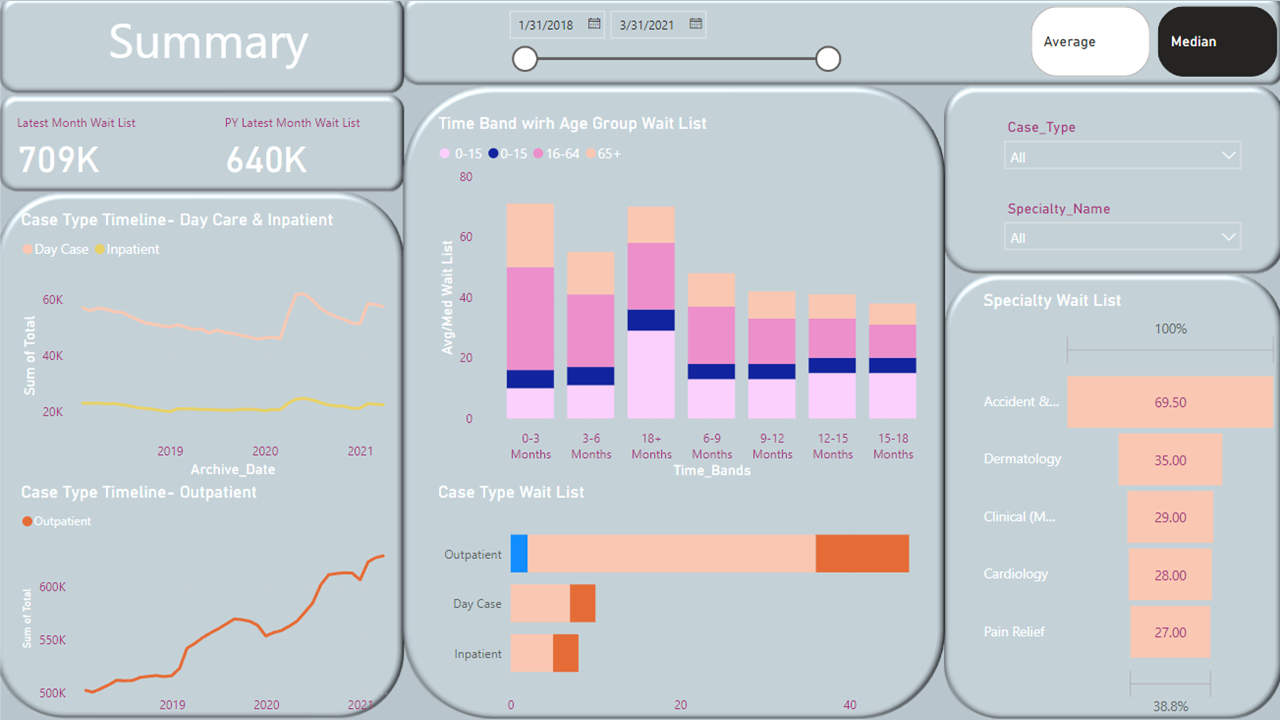 Summary
1/31/2018
3/31/2021
Average
Median
Latest Month Wait List
PY Latest Month Wait List
709K
640K
Case Type Timeline- Day Care & Inpatient
Day Case
Inpatient
60K
40K
20K
Sum of Total
2019
2020
2021
Archive_Date
Case Type Timeline- Outpatient
Outpatient
600K
550K
500K
Sum of Total
2019
2020
2021
Time Band wirh Age Group Wait List
0-15
0-15
16-64
65+
80
60
40
20
0
Avg/Med Wait List
0-3
Months
3-6
Months
18+
Months
6-9
Months
9-12
Months
12-15
Months
15-18
Months
Time_Bands
Case Type Wait List
Outpatient
Day Case
Inpatient
0
20
40
Case_Type
All
Specialty_Name
All
Specialty Wait List
100%
Accident &...
69.50
Dermatology
35.00
Clinical (M...
29.00
Cardiology
28.00
Pain Relief
27.00
38.8%